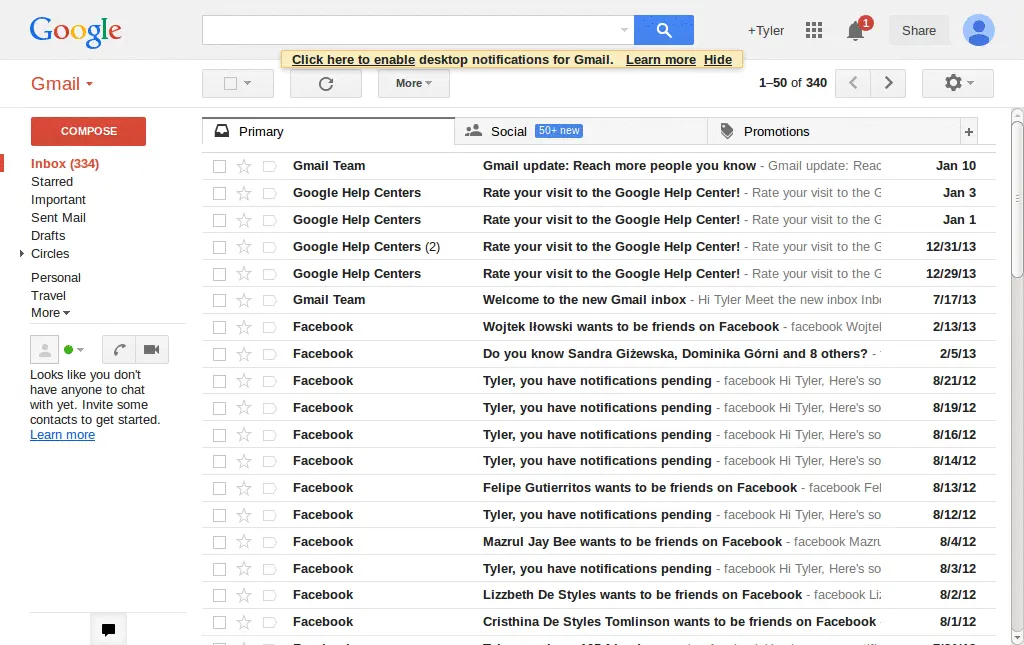 Google
+Tyler
1
Share
Click here to enable desktop notifications for Gmail. Learn more Hide
Gmail
More
1–50 of 340
COMPOSE
Inbox (334)
Starred
Important
Sent Mail
Drafts
Circles
Personal
Travel
More
Looks like you don't
have anyone to chat
with yet. Invite some
contacts to get started.
Learn more
Primary
Social 50+ new
Promotions
+
Gmail Team Gmail update: Reach more people you know - Gmail update: Reac Jan 10
Google Help Centers Rate your visit to the Google Help Center! - Rate your visit to the G Jan 3
Google Help Centers Rate your visit to the Google Help Center! - Rate your visit to the G Jan 1
Google Help Centers (2) Rate your visit to the Google Help Center! - Rate your visit to the G 12/31/13
Google Help Centers Rate your visit to the Google Help Center! - Rate your visit to the G 12/29/13
Gmail Team Welcome to the new Gmail inbox - Hi Tyler Meet the new inbox Inbo 7/17/13
Facebook Wojtek Iłowski wants to be friends on Facebook - facebook Wojtek 2/13/13
Facebook Do you know Sandra Giżewska, Dominika Górni and 8 others? - 2/5/13
Facebook Tyler, you have notifications pending - facebook Hi Tyler, Here's so 8/21/12
Facebook Tyler, you have notifications pending - facebook Hi Tyler, Here's so 8/19/12
Facebook Tyler, you have notifications pending - facebook Hi Tyler, Here's so 8/16/12
Facebook Tyler, you have notifications pending - facebook Hi Tyler, Here's so 8/14/12
Facebook Felipe Gutierritos wants to be friends on Facebook - facebook Fel 8/13/12
Facebook Tyler, you have notifications pending - facebook Hi Tyler, Here's so 8/12/12
Facebook Mazrul Jay Bee wants to be friends on Facebook - facebook Mazru 8/4/12
Facebook Tyler, you have notifications pending - facebook Hi Tyler, Here's so 8/3/12
Facebook Lizzbeth De Styles wants to be friends on Facebook - facebook Liz 8/2/12
Facebook Cristhina De Styles Tomlinson wants to be friends on Facebook 8/1/12